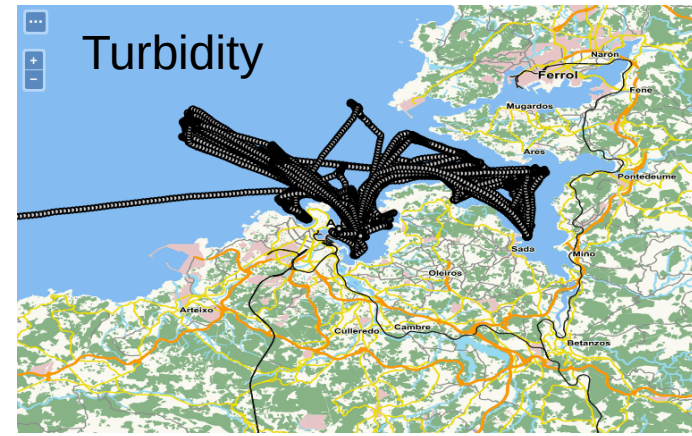 ...
+
−
Turbidity
Narón
Ferrol
Fene
Mugardos
Ares
Pontedeume
A
Sada
Miño
Oleiros
Arteixo
Culleredo
Cambre
Betanzos